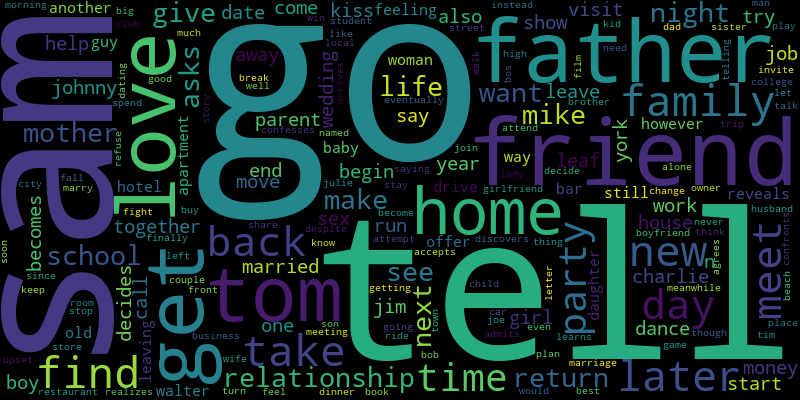 morning another big give date come kiss feeling also night visit instead man
club guy help johnny asks away
woman life say eventually
father show try job
kid need dad sister play win student like local street walk
high bos film telling invite college let talk brother
sam go love friend family
mother apartment parent wedding arrives
story confesses named baby break well
want leave mike york however
attend trip alone join saying stay julie
refuse hotel together dating spend much good
end move begin year way leaf
drive girlfriend decide lady
school becomes city fall marry fight buy
make sex run bar still change owner
home work reveals husband
house never think boyfriend
back share despite become
know attempt offer discovers thing
accepts new n agrees confronts
finally left married see
tom tell party daughter meet
charlie meanwhile beach
soon since keep room stop decides call leaving
get couple front
child letter car joe
day dance though place tim game
old store upset business
one son meeting getting going ride town
jim next girl even admits
learns plan bob
find take wife
boy restaurant realizes walter relationship
turn feel dinner book time would marriage return best later money start